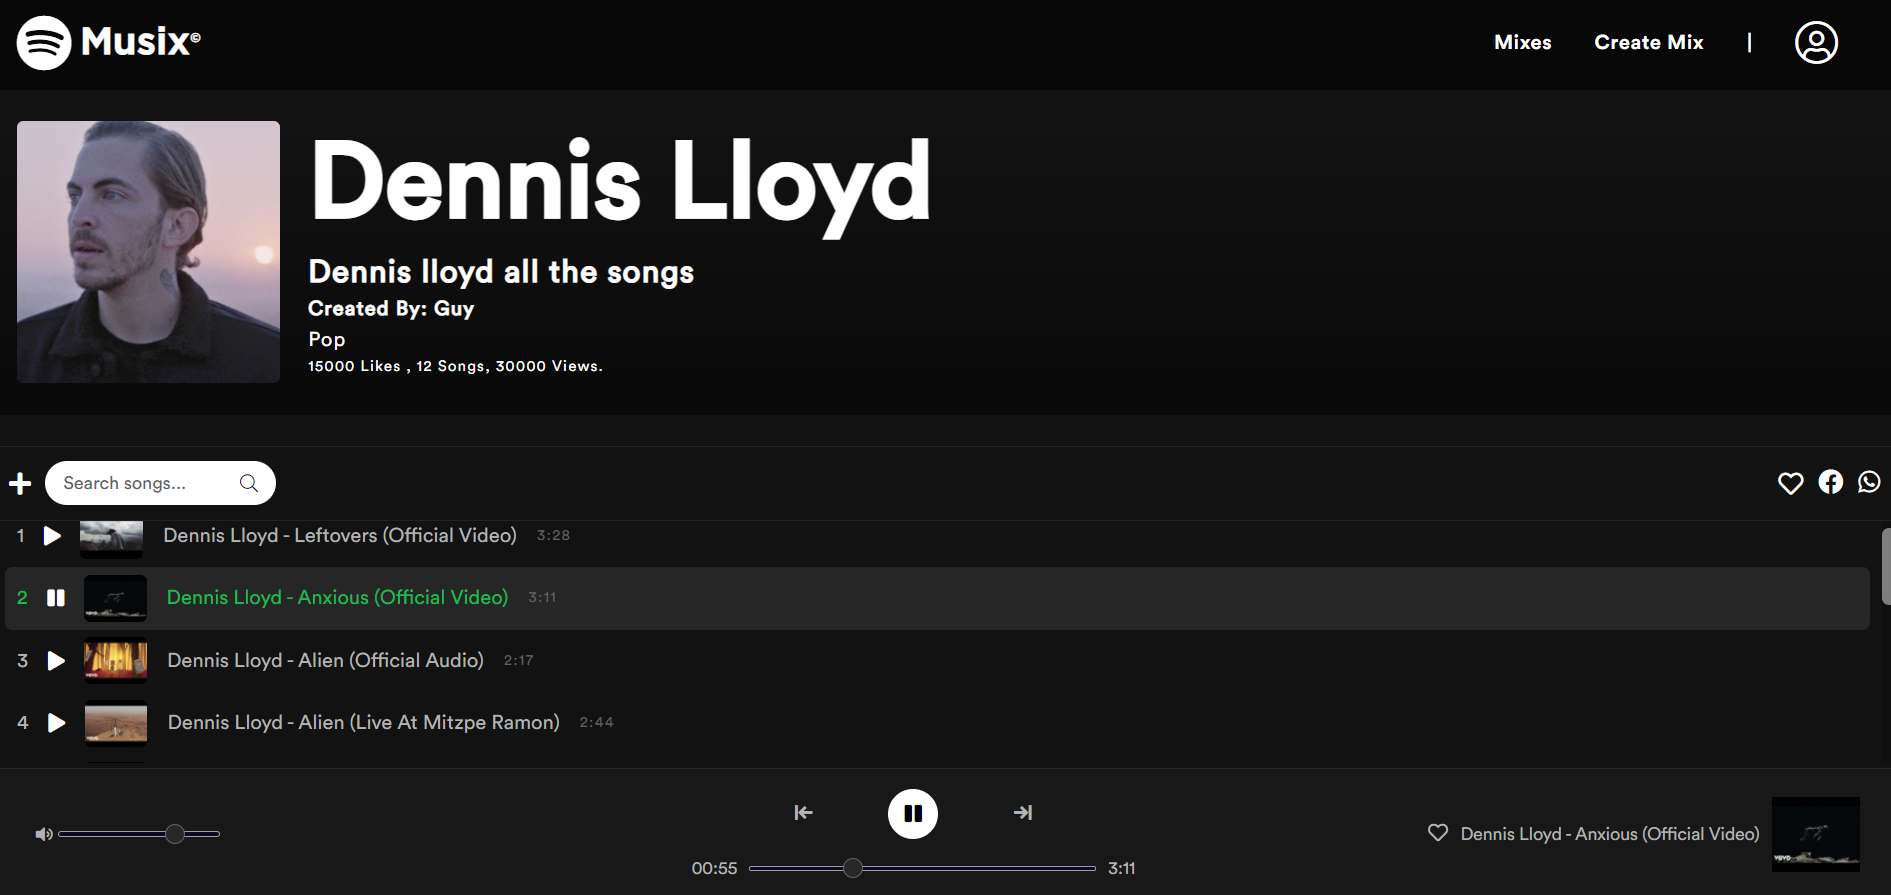 Musix©
Mixes
Create Mix
|
Dennis Lloyd
Dennis lloyd all the songs
Created By: Guy
Pop
15000 Likes , 12 Songs, 30000 Views.
Search songs...
1 Dennis Lloyd - Leftovers (Official Video) 3:28
2 Dennis Lloyd - Anxious (Official Video) 3:11
3 Dennis Lloyd - Alien (Official Audio) 2:17
4 Dennis Lloyd - Alien (Live At Mitzpe Ramon) 2:44
00:55
3:11
Dennis Lloyd - Anxious (Official Video)
vevo